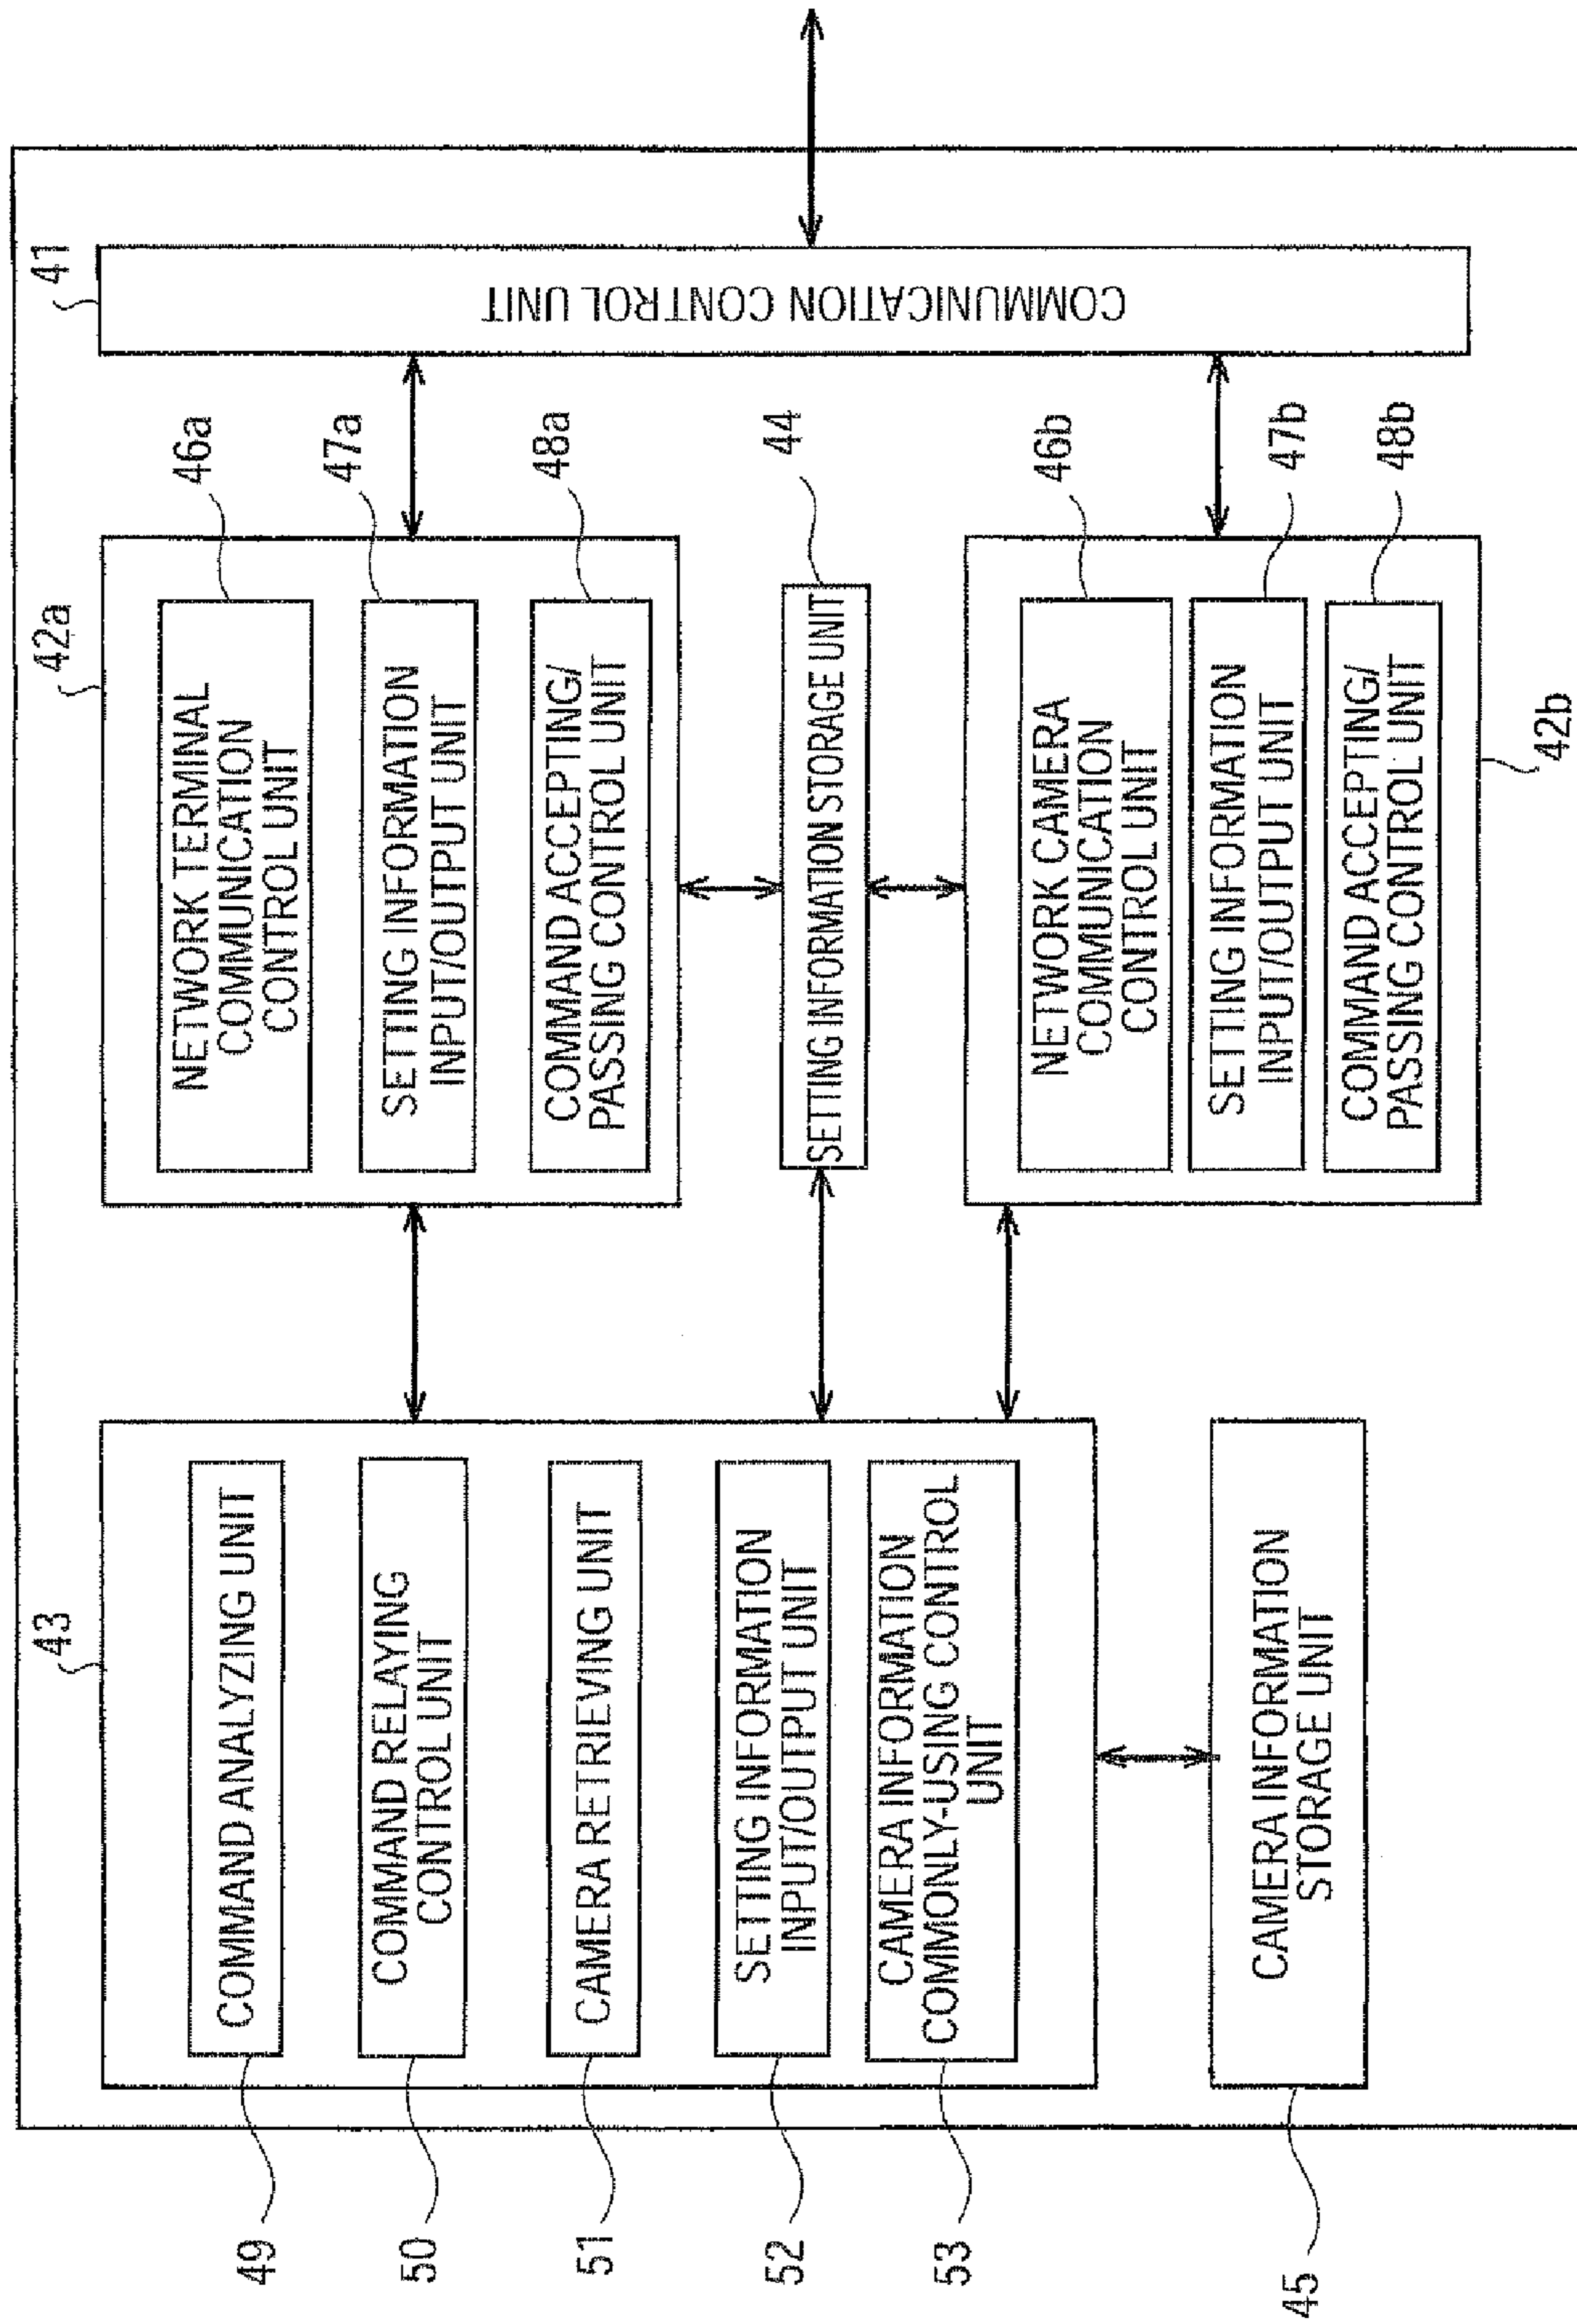 43
49
COMMAND ANALYZING UNIT
50
COMMAND RELAYING
CONTROL UNIT
51
CAMERA RETRIEVING UNIT
52
SETTING INFORMATION
INPUT/OUTPUT UNIT
53
CAMERA INFORMATION
COMMONLY-USING CONTROL
UNIT
45
CAMERA INFORMATION
STORAGE UNIT
42a
46a
NETWORK TERMINAL
COMMUNICATION
CONTROL UNIT
47a
SETTING INFORMATION
INPUT/OUTPUT UNIT
48a
COMMAND ACCEPTING/
PASSING CONTROL UNIT
44
SETTING INFORMATION STORAGE UNIT
46b
NETWORK CAMERA
COMMUNICATION
CONTROL UNIT
47b
SETTING INFORMATION
INPUT/OUTPUT UNIT
48b
COMMAND ACCEPTING/
PASSING CONTROL UNIT
42b
41
COMMUNICATION CONTROL UNIT